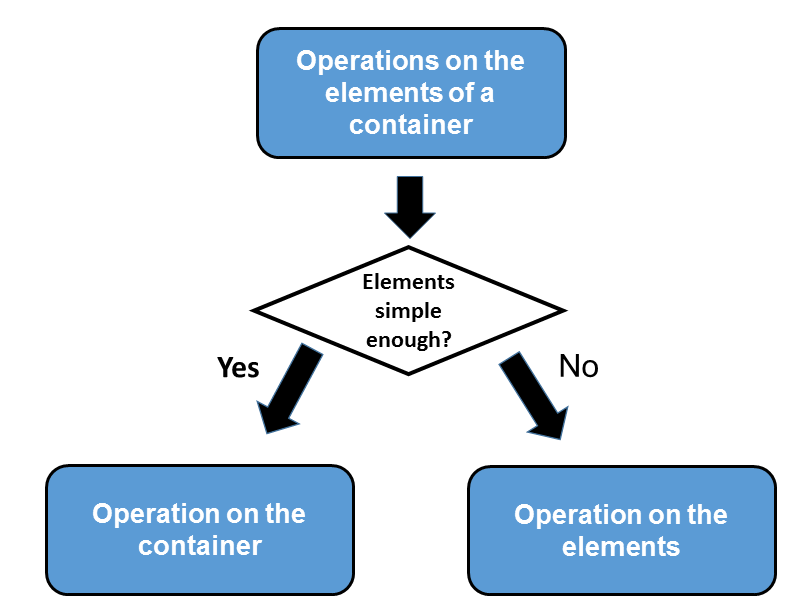 Operations on the
elements of a
container
Elements
simple
enough?
Yes
No
Operation on the
container
Operation on the
elements